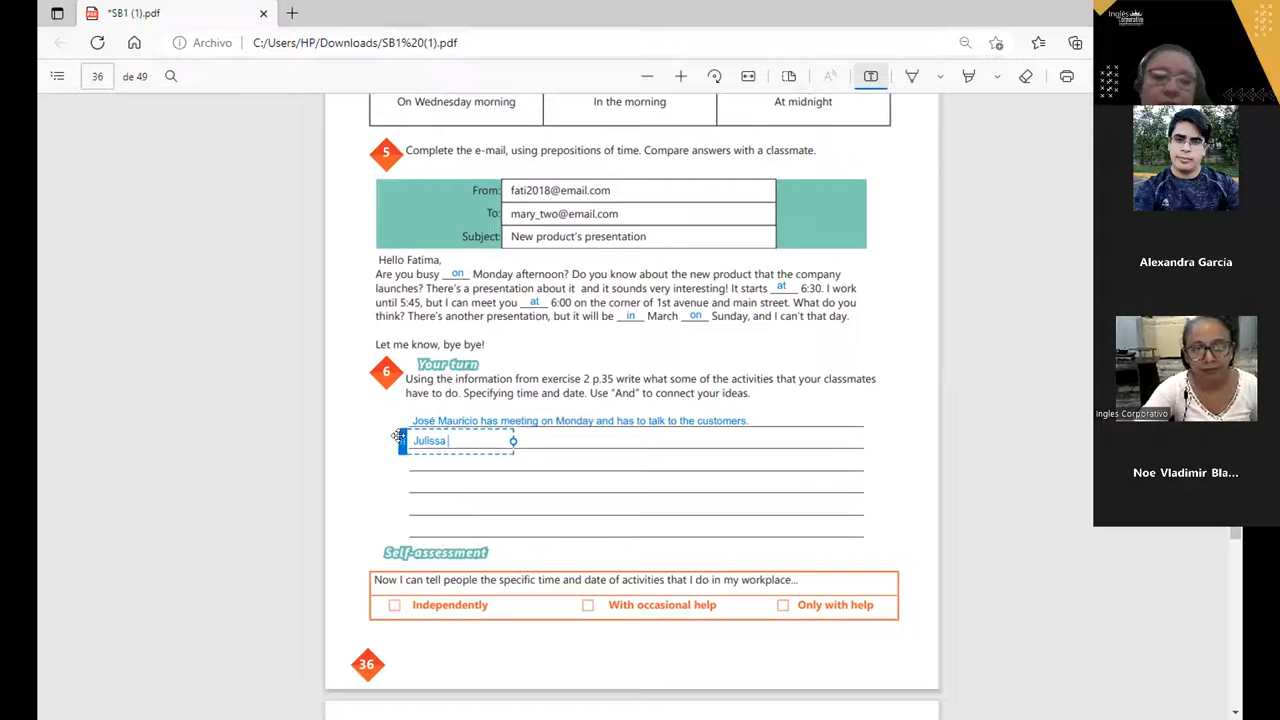 *SB1 (1).pdf
Archivo
C:/Users/HP/Downloads/SB1%20(1).pdf
36 de 49
Inglés
Corporativo
On Wednesday morning
In the morning
At midnight
5 Complete the e-mail, using prepositions of time. Compare answers with a classmate.
From: fati2018@email.com
To: mary_two@email.com
Subject: New product's presentation
Hello Fatima,
Are you busy on Monday afternoon? Do you know about the new product that the company
launches? There's a presentation about it and it sounds very interesting! It starts at 6:30. I work
until 5:45, but I can meet you at 6:00 on the corner of 1st avenue and main street. What do you
think? There's another presentation, but it will be in March on Sunday, and I can't that day.
Let me know, bye bye!
6 Your turn
Using the information from exercise 2 p.35 write what some of the activities that your classmates
have to do. Specifying time and date. Use "And" to connect your ideas.
José Mauricio has meeting on Monday and has to talk to the customers.
Julissa
Self-assessment
Now I can tell people the specific time and date of activities that I do in my workplace...
Independently
With occasional help
Only with help
36
Alexandra García
Ingles Corporativo
Noe Vladimir Bla...